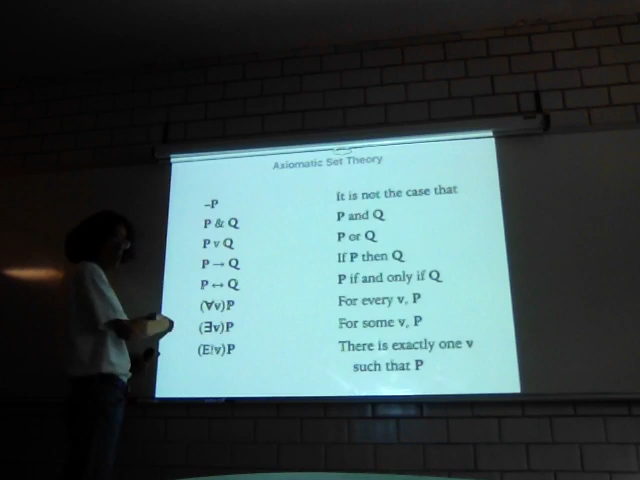 Axiomatic Set Theory
–P It is not the case that
P & Q P and Q
P v Q P or Q
P → Q If P then Q
P ↔ Q P if and only if Q
(∀v)P For every v, P
(∃v)P For some v, P
(E!v)P There is exactly one v
such that P